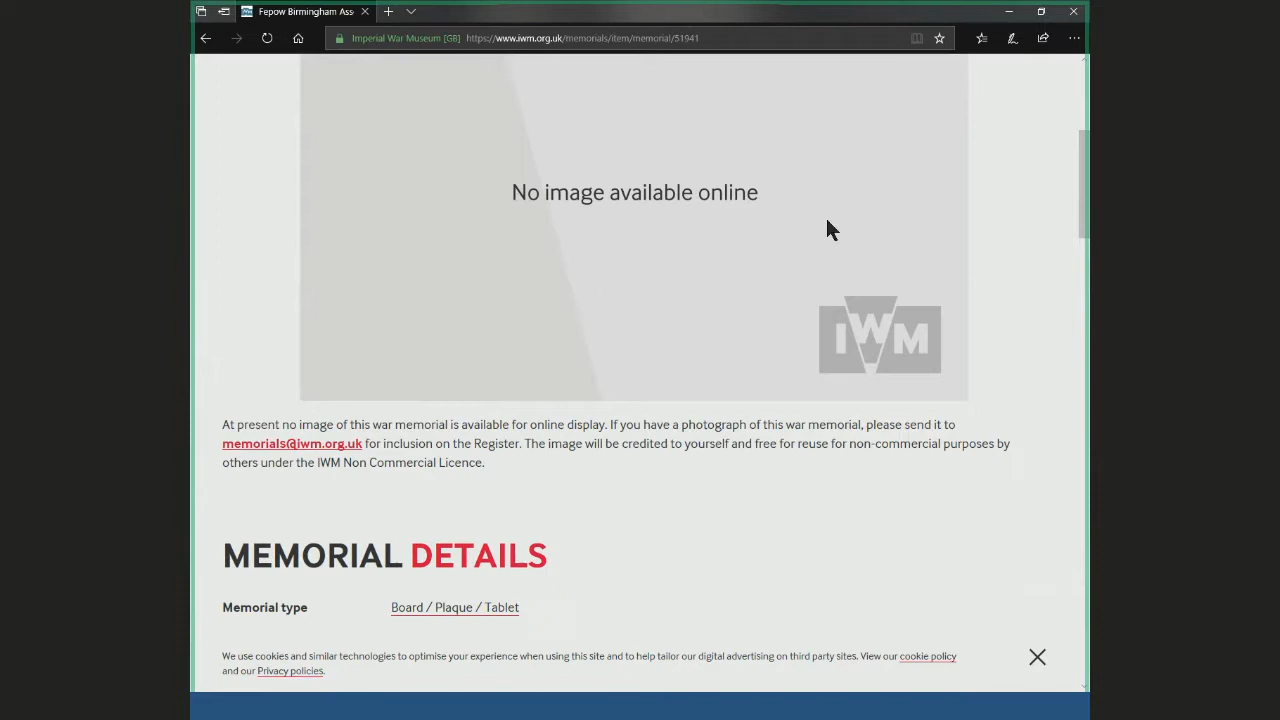 Fepow Birmingham Ass
Imperial War Museum [GB] https://www.iwm.org.uk/memorials/item/memorial/51941
No image available online
IWM
At present no image of this war memorial is available for online display. If you have a photograph of this war memorial, please send it to
memorials@iwm.org.uk for inclusion on the Register. The image will be credited to yourself and free for reuse for non-commercial purposes by
others under the IWM Non Commercial Licence.
MEMORIAL DETAILS
Memorial type Board / Plaque / Tablet
We use cookies and similar technologies to optimise your experience when using this site and to help tailor our digital advertising on third party sites. View our cookie policy
and our Privacy policies.